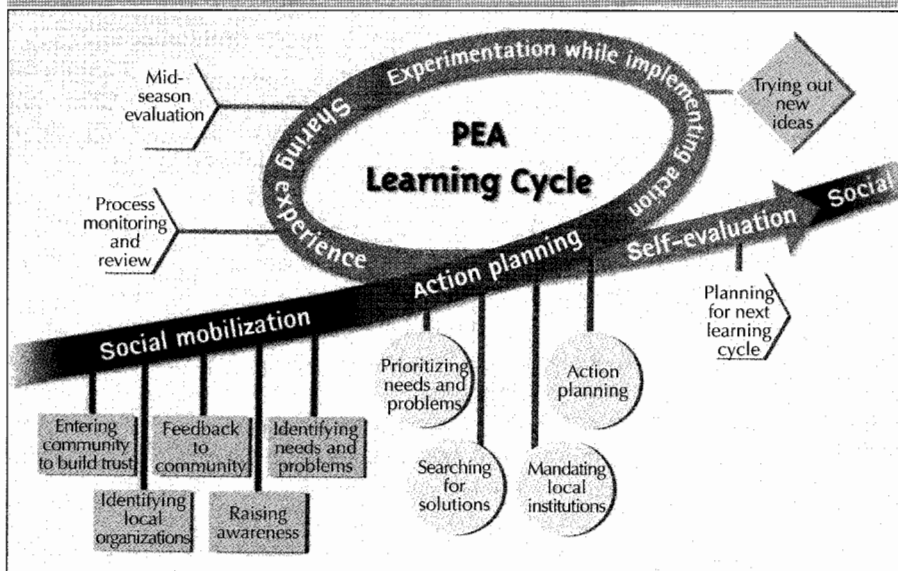 Mid-
season
evaluation
Sharing experience
Experimentation while implementing action
Trying out
new
ideas
PEA
Learning Cycle
Process
monitoring
and
review
Social mobilization
Action planning
Self-evaluation
Social
Planning
for next
learning
cycle
Prioritizing
needs and
problems
Action
planning
Entering
community
to build trust
Feedback
to
community
Identifying
needs and
problems
Searching
for
solutions
Mandating
local
institutions
Identifying
local
organizations
Raising
awareness